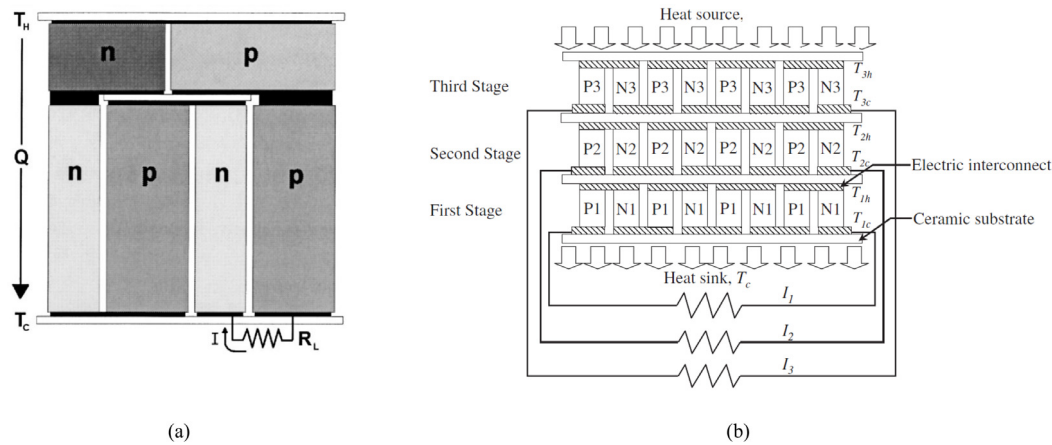 T_H
n
p
Q
n
p
n
p
T_C
I
R_L
(a)
Heat source,
Third Stage
P3 N3 P3 N3 P3 N3 P3 N3
T_3h
T_3c
Second Stage
P2 N2 P2 N2 P2 N2 P2 N2
T_2h
T_2c
Electric interconnect
First Stage
P1 N1 P1 N1 P1 N1 P1 N1
T_1h
T_1c
Ceramic substrate
Heat sink, T_c
I_1
I_2
I_3
(b)